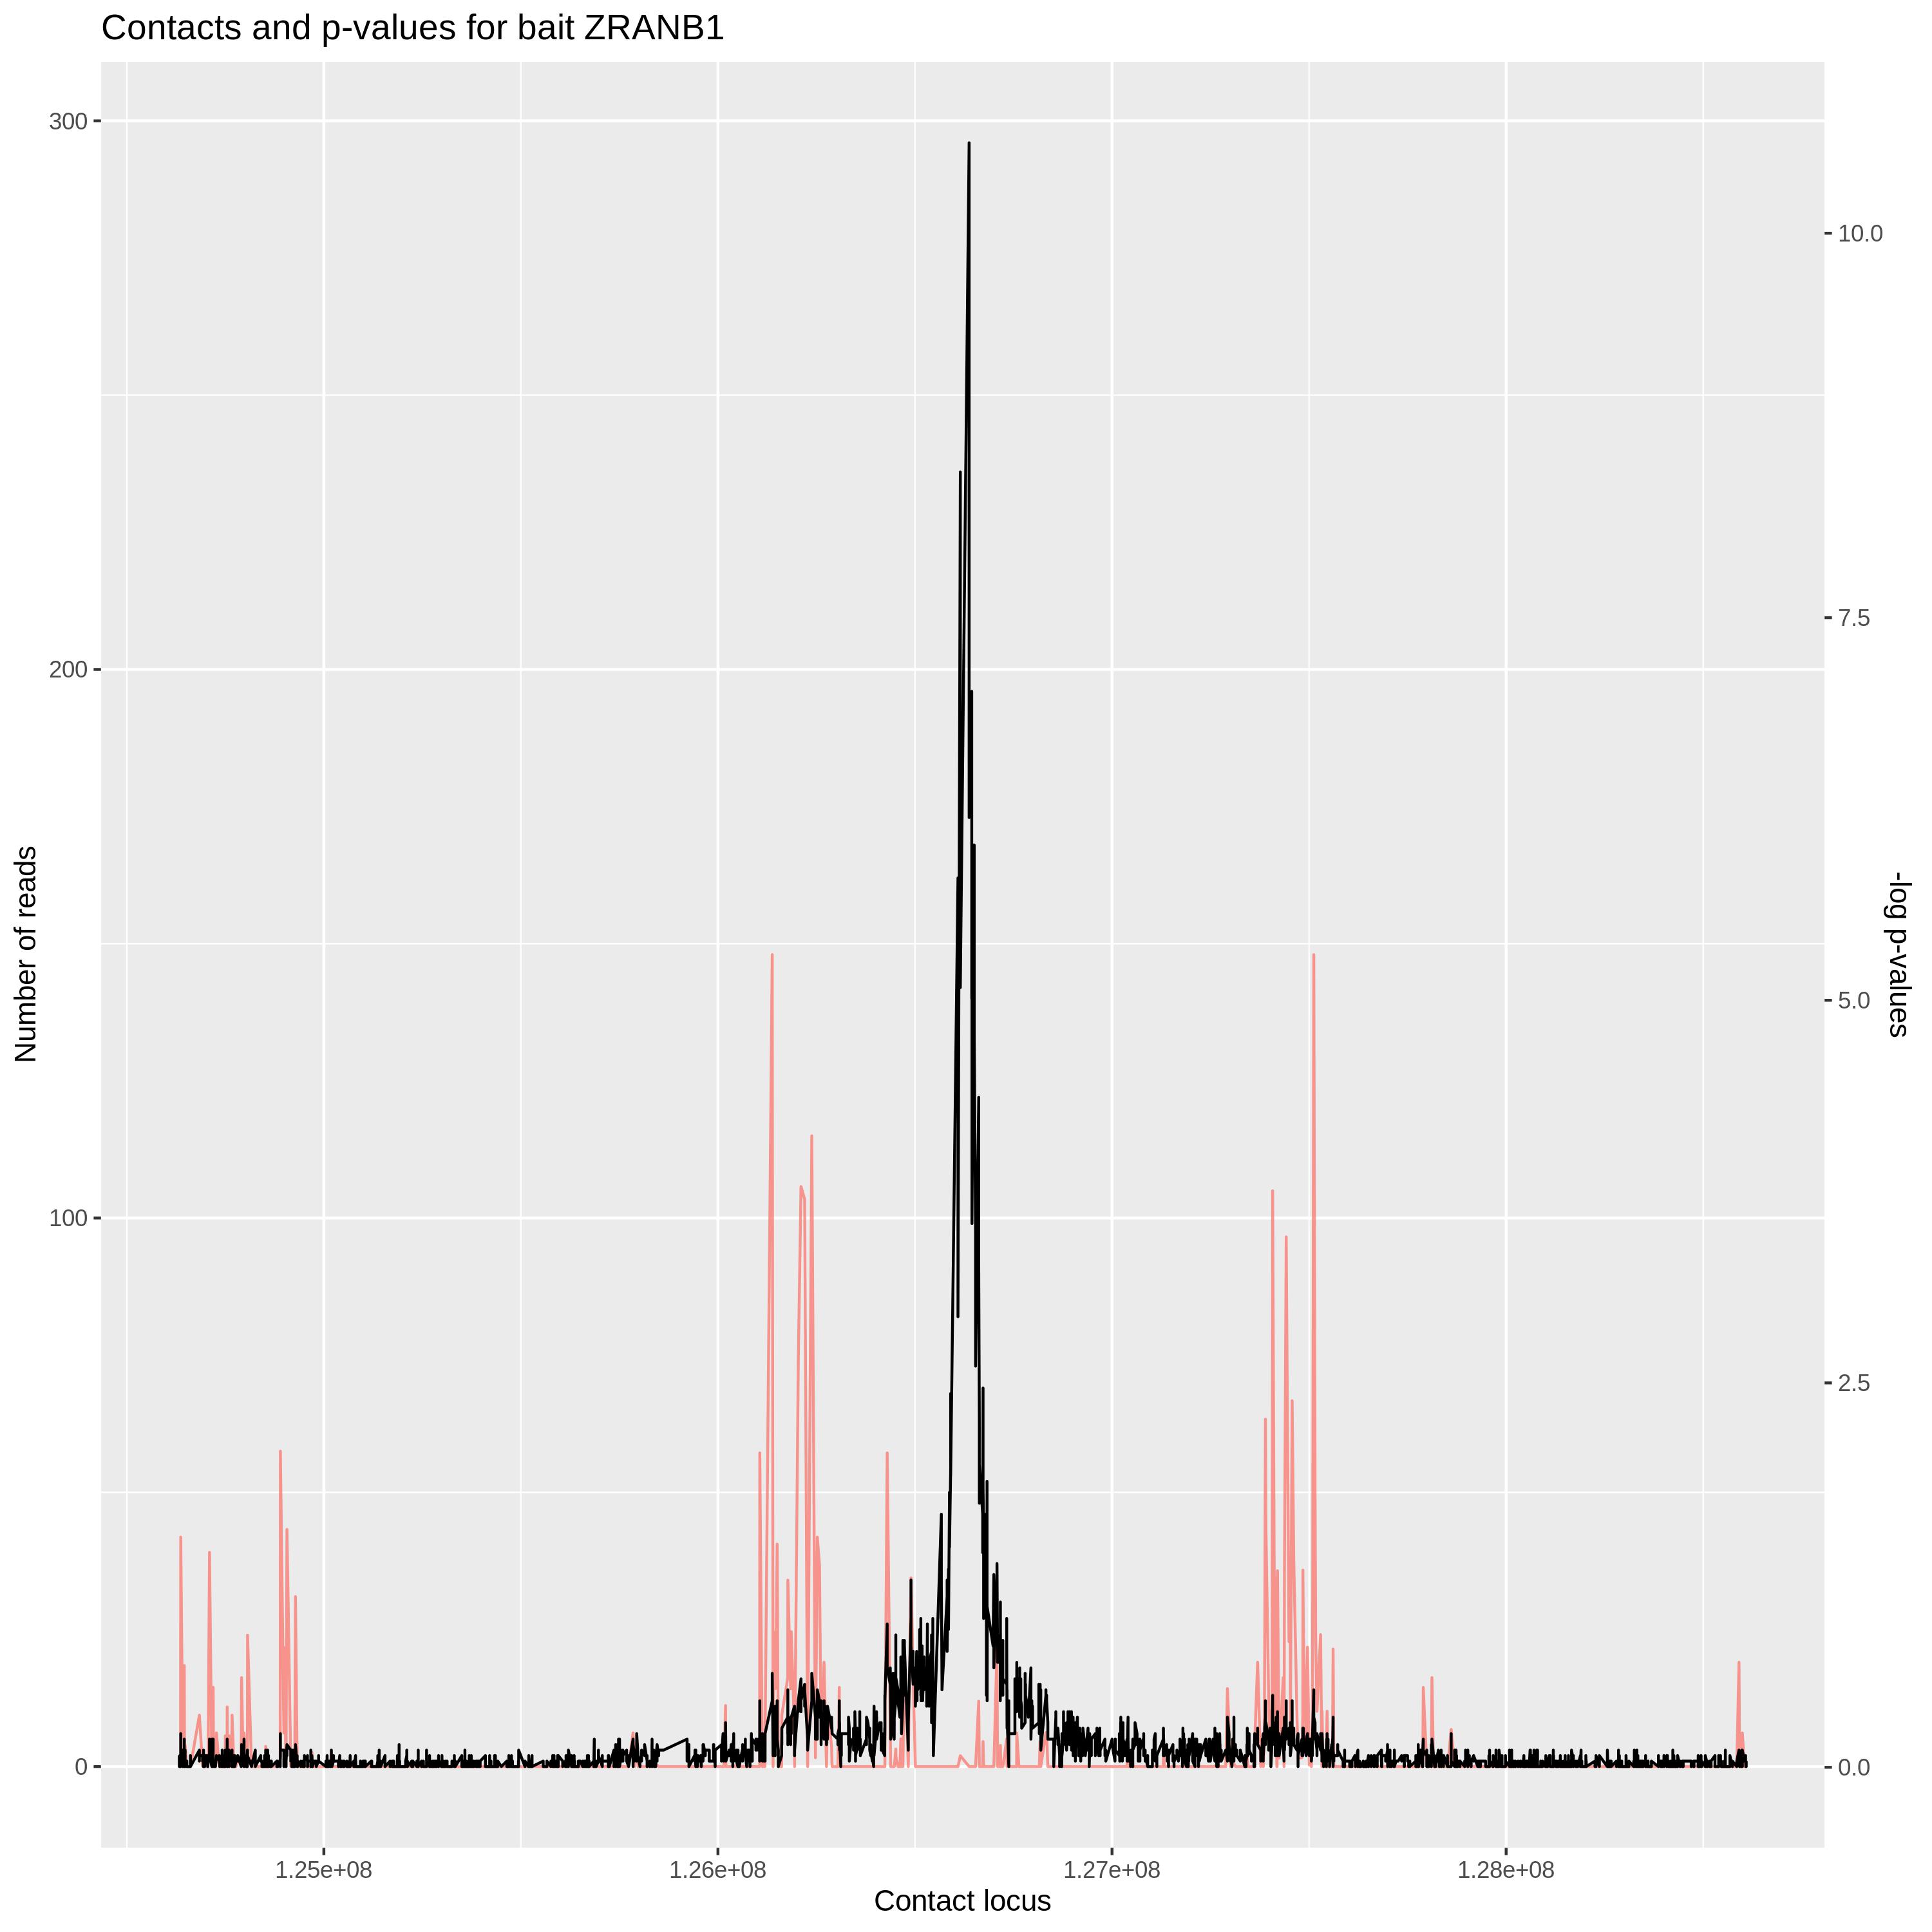 Contacts and p-values for bait ZRANB1
300
200
100
0
10.0
7.5
5.0
2.5
0.0
Number of reads
-log p-values
1.25e+08
1.26e+08
1.27e+08
1.28e+08
Contact locus